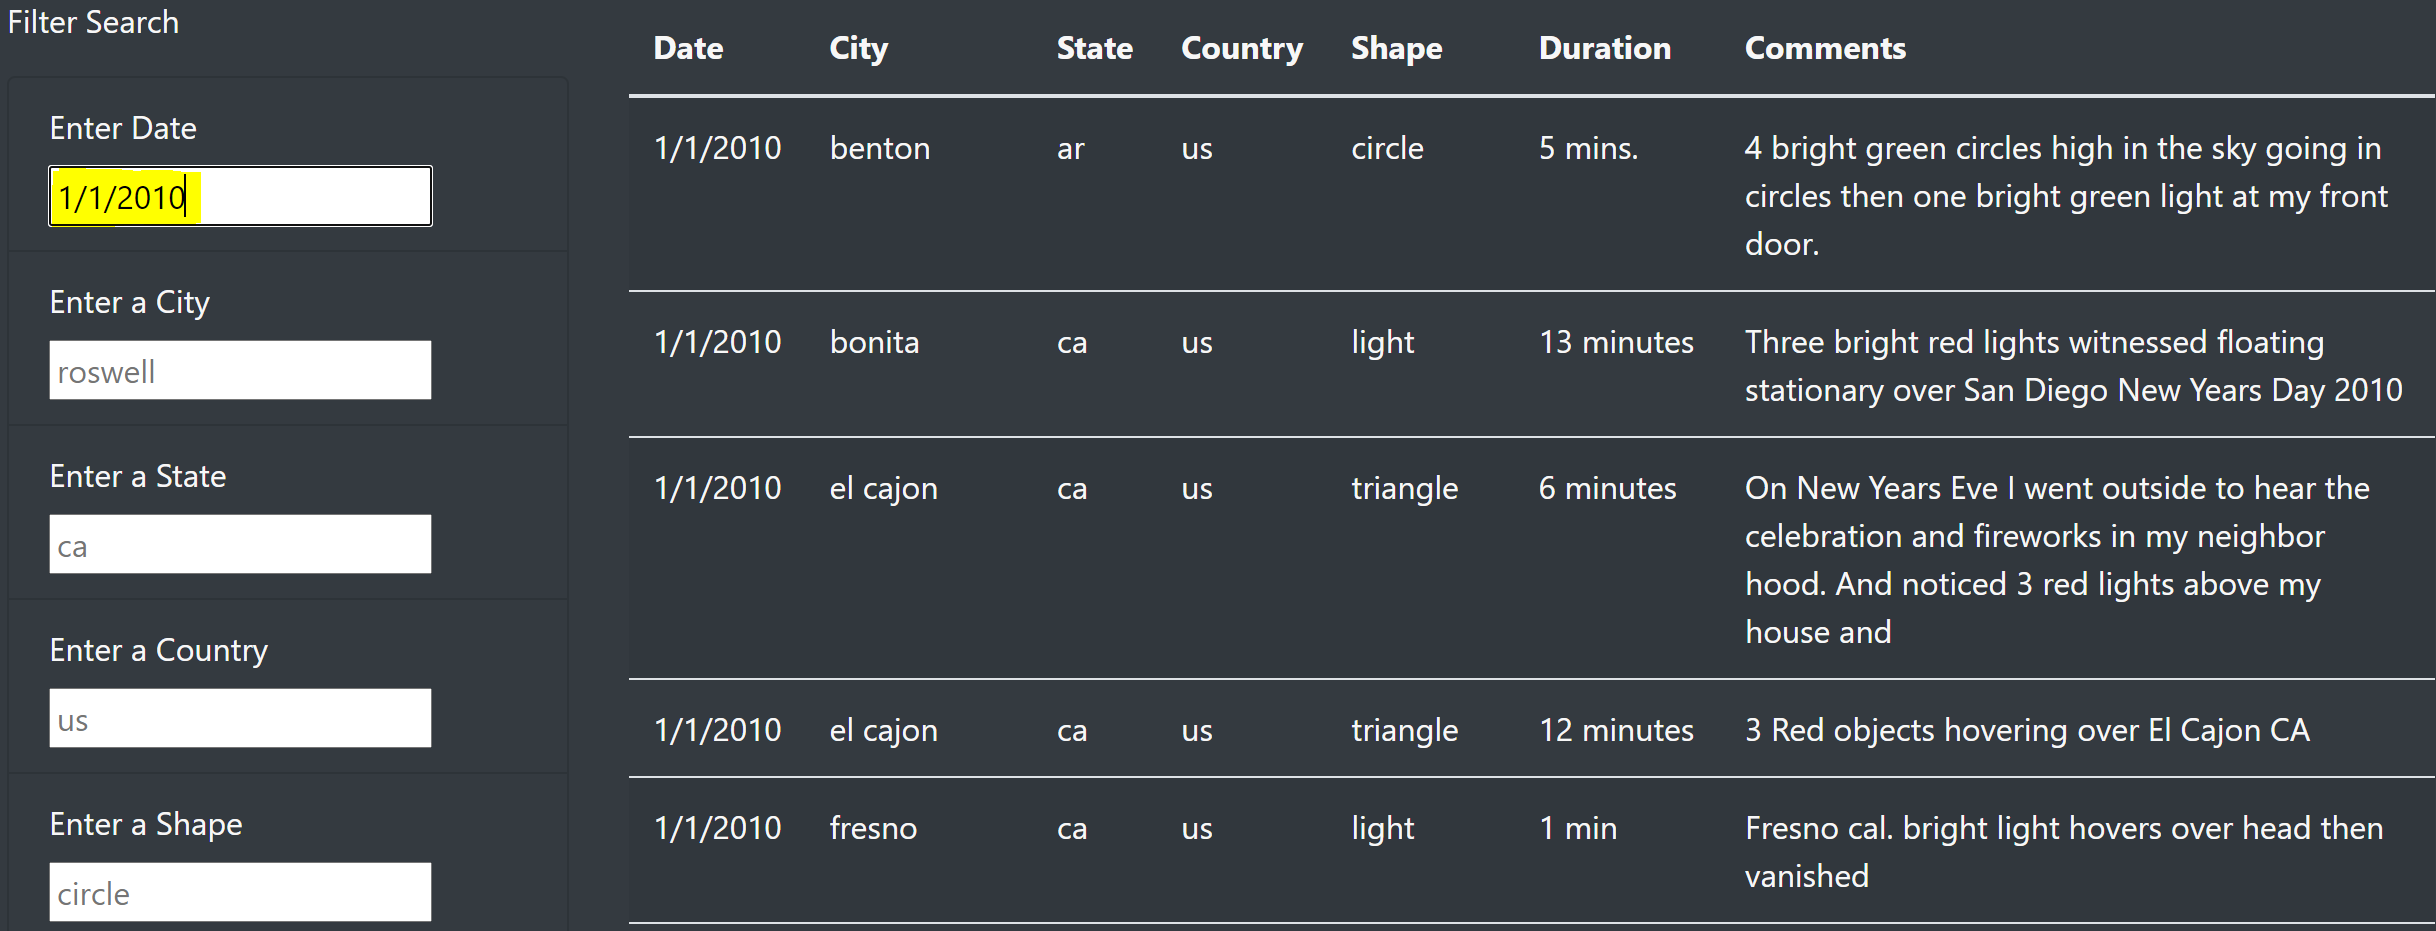 Filter Search
Enter Date
1/1/2010
Enter a City
roswell
Enter a State
ca
Enter a Country
us
Enter a Shape
circle
Date City State Country Shape Duration Comments
1/1/2010 benton ar us circle 5 mins. 4 bright green circles high in the sky going in
circles then one bright green light at my front
door.
1/1/2010 bonita ca us light 13 minutes Three bright red lights witnessed floating
stationary over San Diego New Years Day 2010
1/1/2010 el cajon ca us triangle 6 minutes On New Years Eve I went outside to hear the
celebration and fireworks in my neighbor
hood. And noticed 3 red lights above my
house and
1/1/2010 el cajon ca us triangle 12 minutes 3 Red objects hovering over El Cajon CA
1/1/2010 fresno ca us light 1 min Fresno cal. bright light hovers over head then
vanished